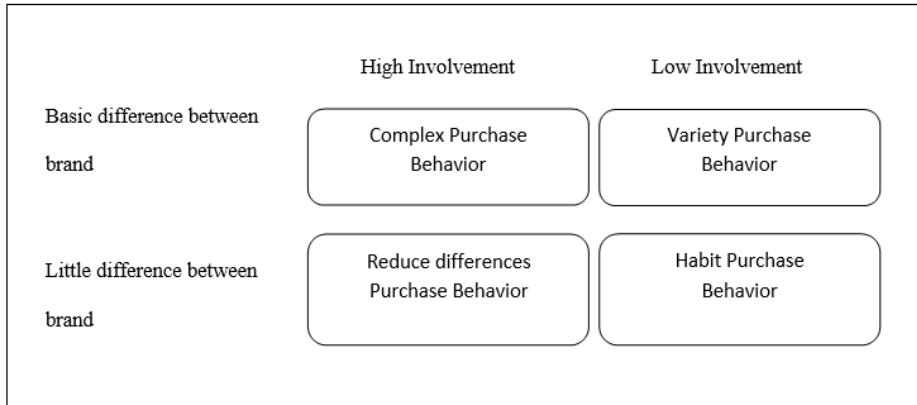 High Involvement
Low Involvement
Basic difference between
brand
Complex Purchase
Behavior
Variety Purchase
Behavior
Little difference between
brand
Reduce differences
Purchase Behavior
Habit Purchase
Behavior